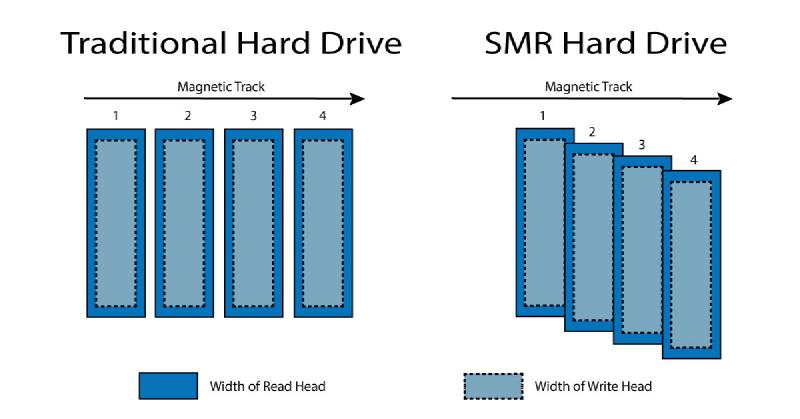 Traditional Hard Drive
Magnetic Track
1 2 3 4
SMR Hard Drive
Magnetic Track
1
2
3
4
Width of Read Head
Width of Write Head